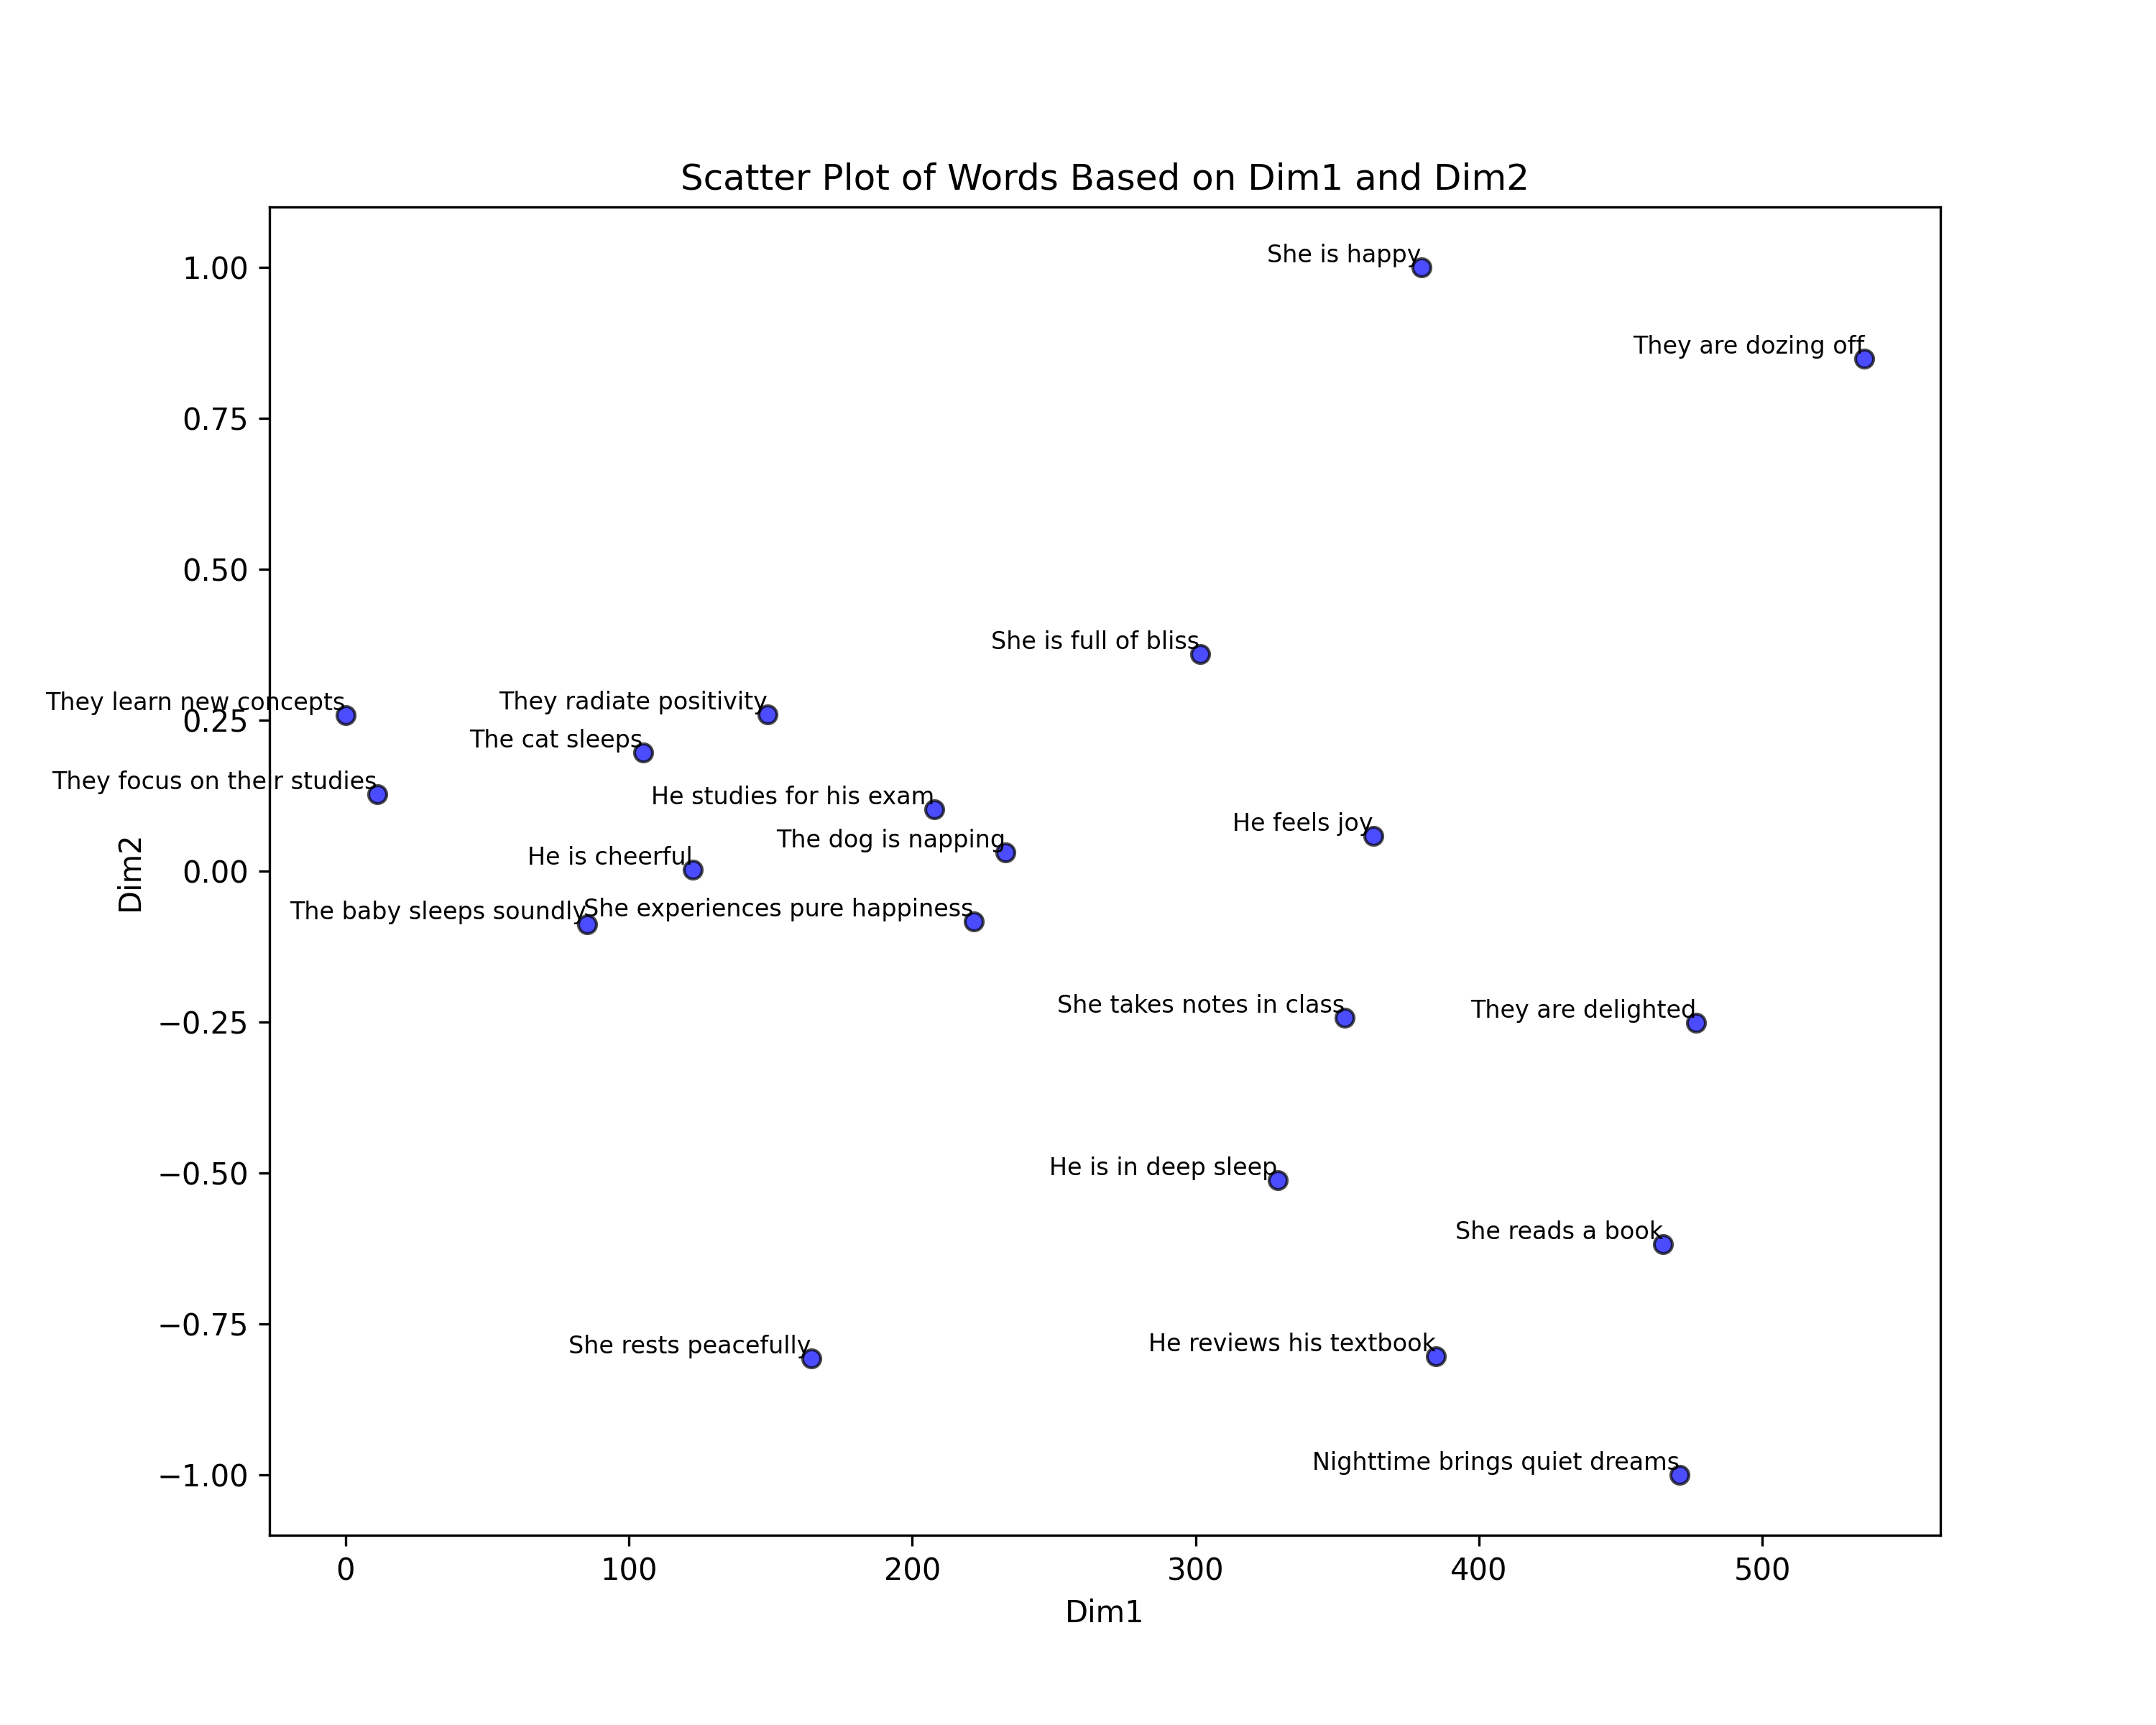 Scatter Plot of Words Based on Dim1 and Dim2
She is happy
1.00
They are dozing off
0.75
0.50
She is full of bliss
They learn new concepts
They radiate positivity
0.25
The cat sleeps
They focus on their studies
He studies for his exam
He feels joy
The dog is napping
He is cheerful
0.00
Dim2
The baby sleeps soundly
She experiences pure happiness
She takes notes in class
They are delighted
−0.25
He is in deep sleep
−0.50
She reads a book
−0.75
She rests peacefully
He reviews his textbook
Nighttime brings quiet dreams
−1.00
0 100 200 300 400 500
Dim1